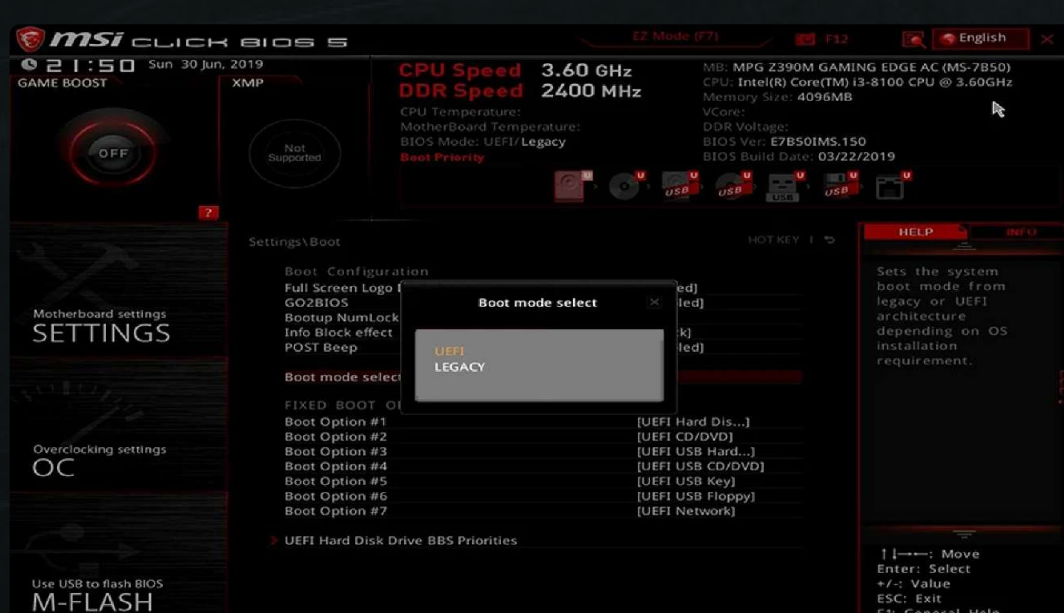 msi CLICK BIOS 5
EZ Mode (F7)
F12
English
21:50 Sun 30 Jun, 2019
GAME BOOST
XMP
OFF
Not
Supported
?
CPU Speed 3.60 GHz
DDR Speed 2400 MHz
CPU Temperature:
MotherBoard Temperature:
BIOS Mode: UEFI/Legacy
Boot Priority
MB: MPG Z390M GAMING EDGE AC (MS-7B50)
CPU: Intel(R) Core(TM) i3-8100 CPU @ 3.60GHz
Memory Size: 4096MB
VCore:
DDR Voltage:
BIOS Ver: E7B50IMS.150
BIOS Build Date: 03/22/2019
U U U U U U U
USB USB USB USB
Motherboard settings
SETTINGS
Overclocking settings
OC
Use USB to flash BIOS
M-FLASH
Settings\Boot
HOT KEY |
Boot Configuration
Full Screen Logo
GO2BIOS
Bootup NumLock
Info Block effect
POST Beep
Boot mode select
FIXED BOOT
Boot Option #1 [UEFI Hard Dis...]
Boot Option #2 [UEFI CD/DVD]
Boot Option #3 [UEFI USB Hard...]
Boot Option #4 [UEFI USB CD/DVD]
Boot Option #5 [UEFI USB Key]
Boot Option #6 [UEFI USB Floppy]
Boot Option #7 [UEFI Network]
UEFI Hard Disk Drive BBS Priorities
Boot mode select
UEFI
LEGACY
HELP
INFO
Sets the system
boot mode from
legacy or UEFI
architecture
depending on OS
installation
requirement.
↑↓→←: Move
Enter: Select
+/-: Value
ESC: Exit
F1: General Help